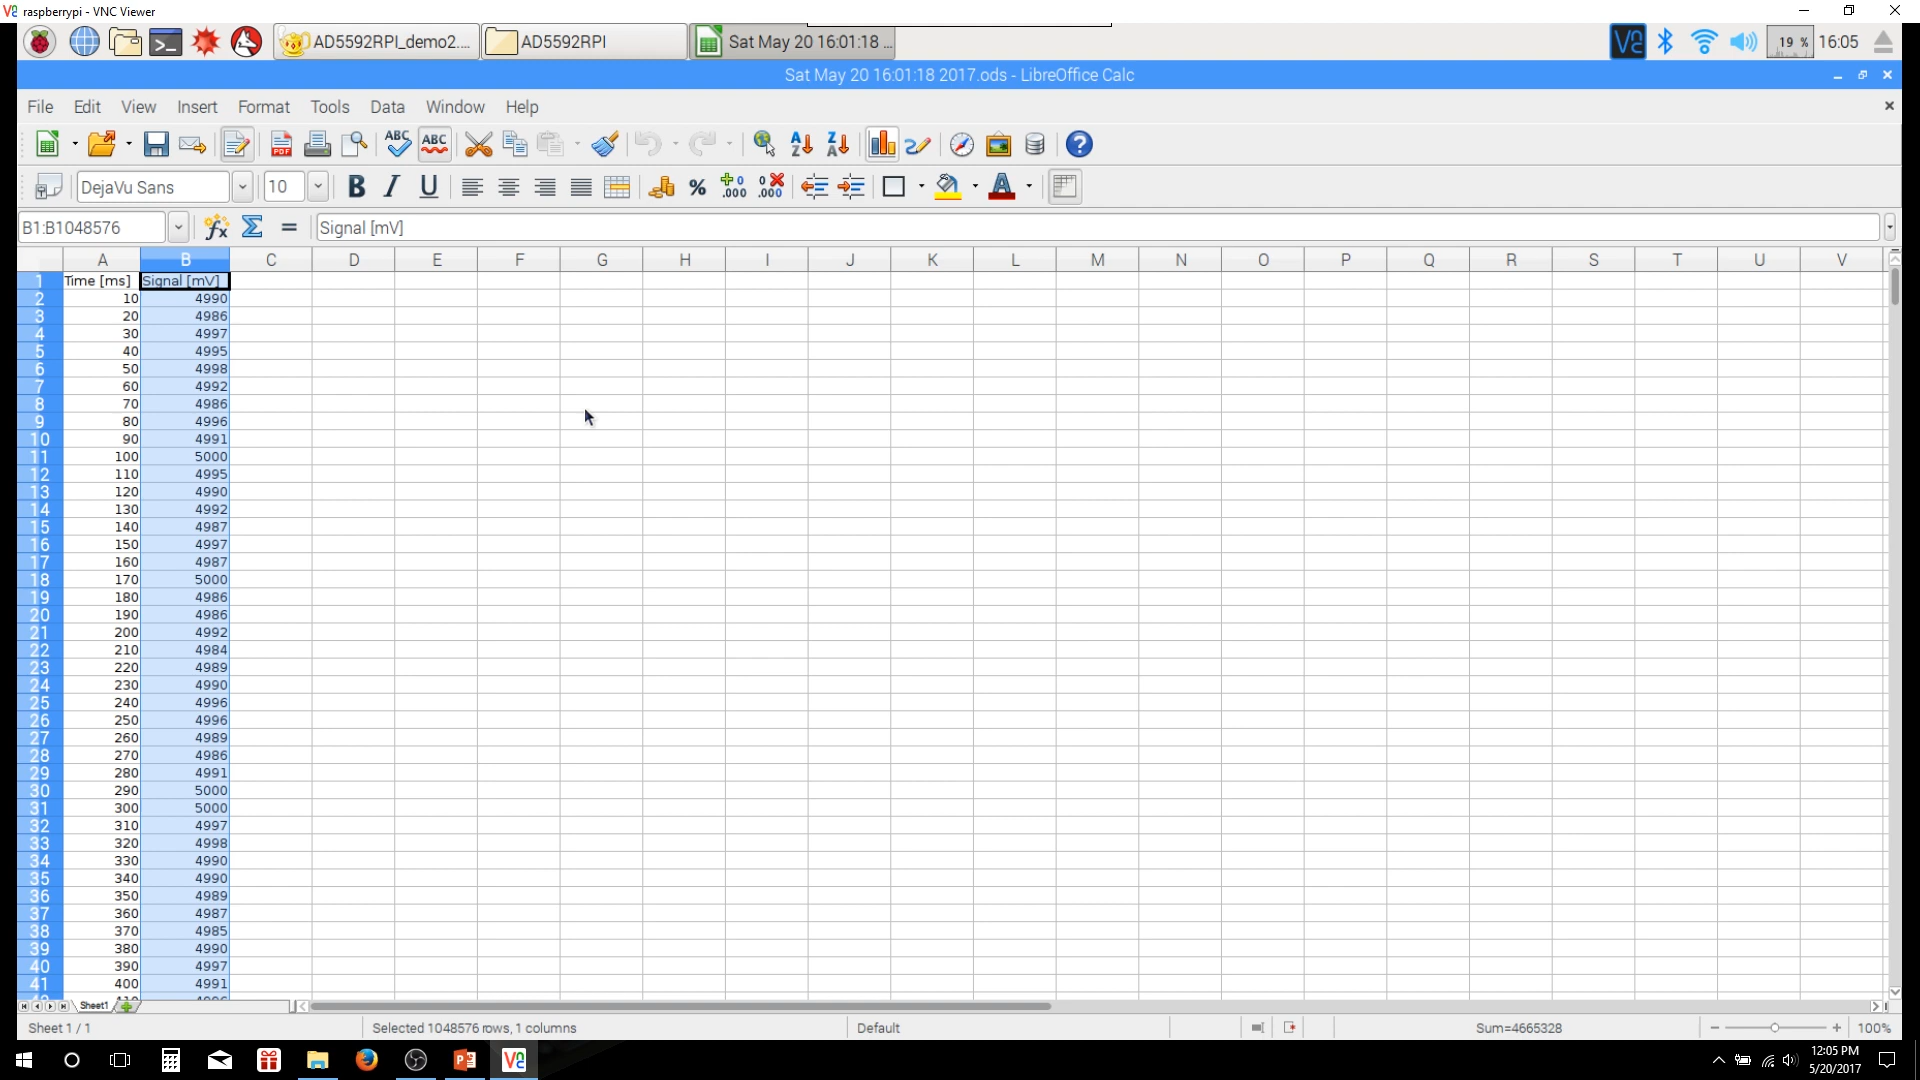 raspberrypi - VNC Viewer
AD5592RPI_demo2.... AD5592RPI Sat May 20 16:01:18 ... 19 % 16:05
Sat May 20 16:01:18 2017.ods - LibreOffice Calc
File Edit View Insert Format Tools Data Window Help
DejaVu Sans 10
B1:B1048576 Signal [mV]
A B C D E F G H I J K L M N O P Q R S T U V
1 Time [ms] Signal [mV]
2 10 4990
3 20 4986
4 30 4997
5 40 4995
6 50 4998
7 60 4992
8 70 4986
9 80 4996
10 90 4991
11 100 5000
12 110 4995
13 120 4990
14 130 4992
15 140 4987
16 150 4997
17 160 4987
18 170 5000
19 180 4986
20 190 4986
21 200 4992
22 210 4984
23 220 4989
24 230 4990
25 240 4996
26 250 4996
27 260 4989
28 270 4986
29 280 4991
30 290 5000
31 300 5000
32 310 4997
33 320 4998
34 330 4990
35 340 4990
36 350 4989
37 360 4987
38 370 4985
39 380 4990
40 390 4997
41 400 4991
Sheet1
Sheet 1 / 1 Selected 1048576 rows, 1 columns Default Sum=4665328 100%
12:05 PM
5/20/2017